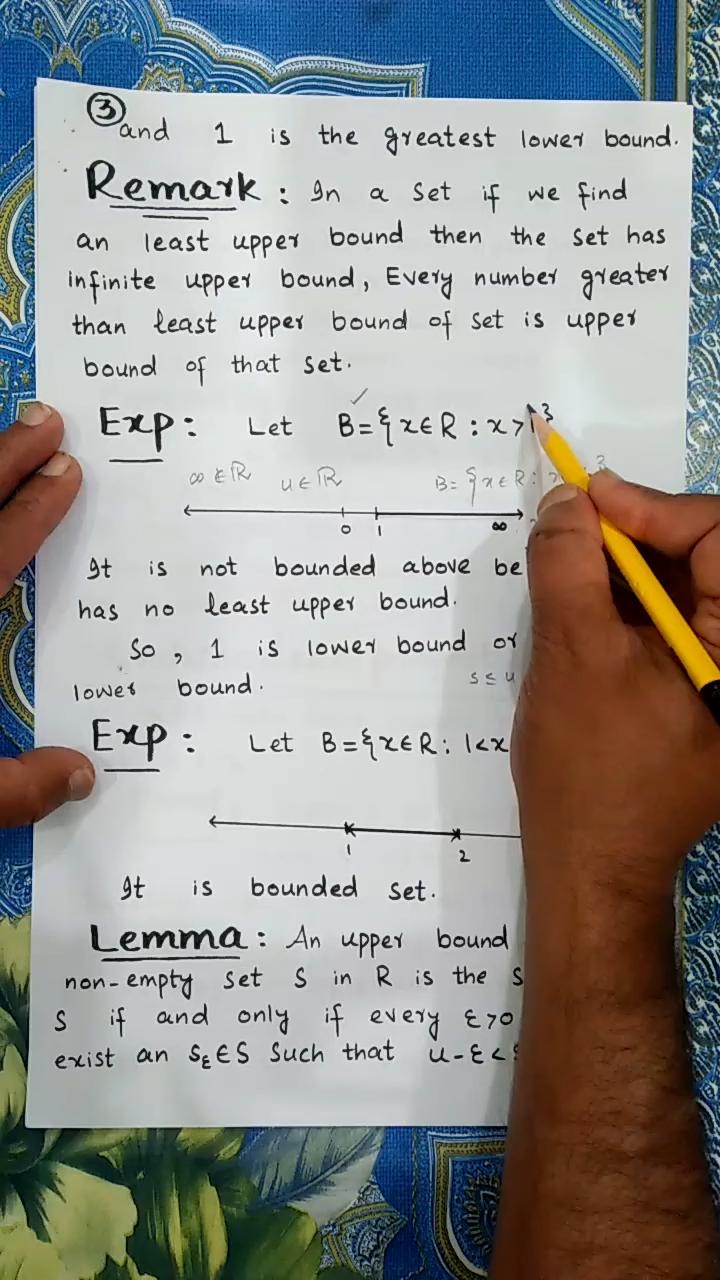 ③
and 1 is the greatest lower bound.
Remark : In a set if we find
an least upper bound then the set has
infinite upper bound, Every number greater
than least upper bound of set is upper
bound of that set.
Exp : Let B={x∈R : x>1}
∞∉R u∈R B={x∈R:
0 1 ∞
It is not bounded above be
has no least upper bound.
So, 1 is lower bound or
lower bound.
s≤u
Exp : Let B={x∈R: 1<x
1 2
It is bounded set.
Lemma : An upper bound
non-empty set S in R is the S
S if and only if every ε>0
exist an sε∈S such that u-ε<